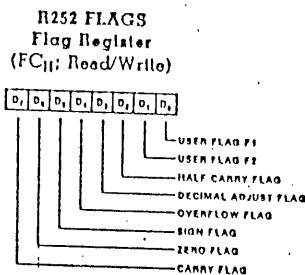 R252 FLAGS
Flag Register
(FCH; Read/Write)
D7 D6 D5 D4 D3 D2 D1 D0
USER FLAG F1
USER FLAG F2
HALF CARRY FLAG
DECIMAL ADJUST FLAG
OVERFLOW FLAG
SIGN FLAG
ZERO FLAG
CARRY FLAG